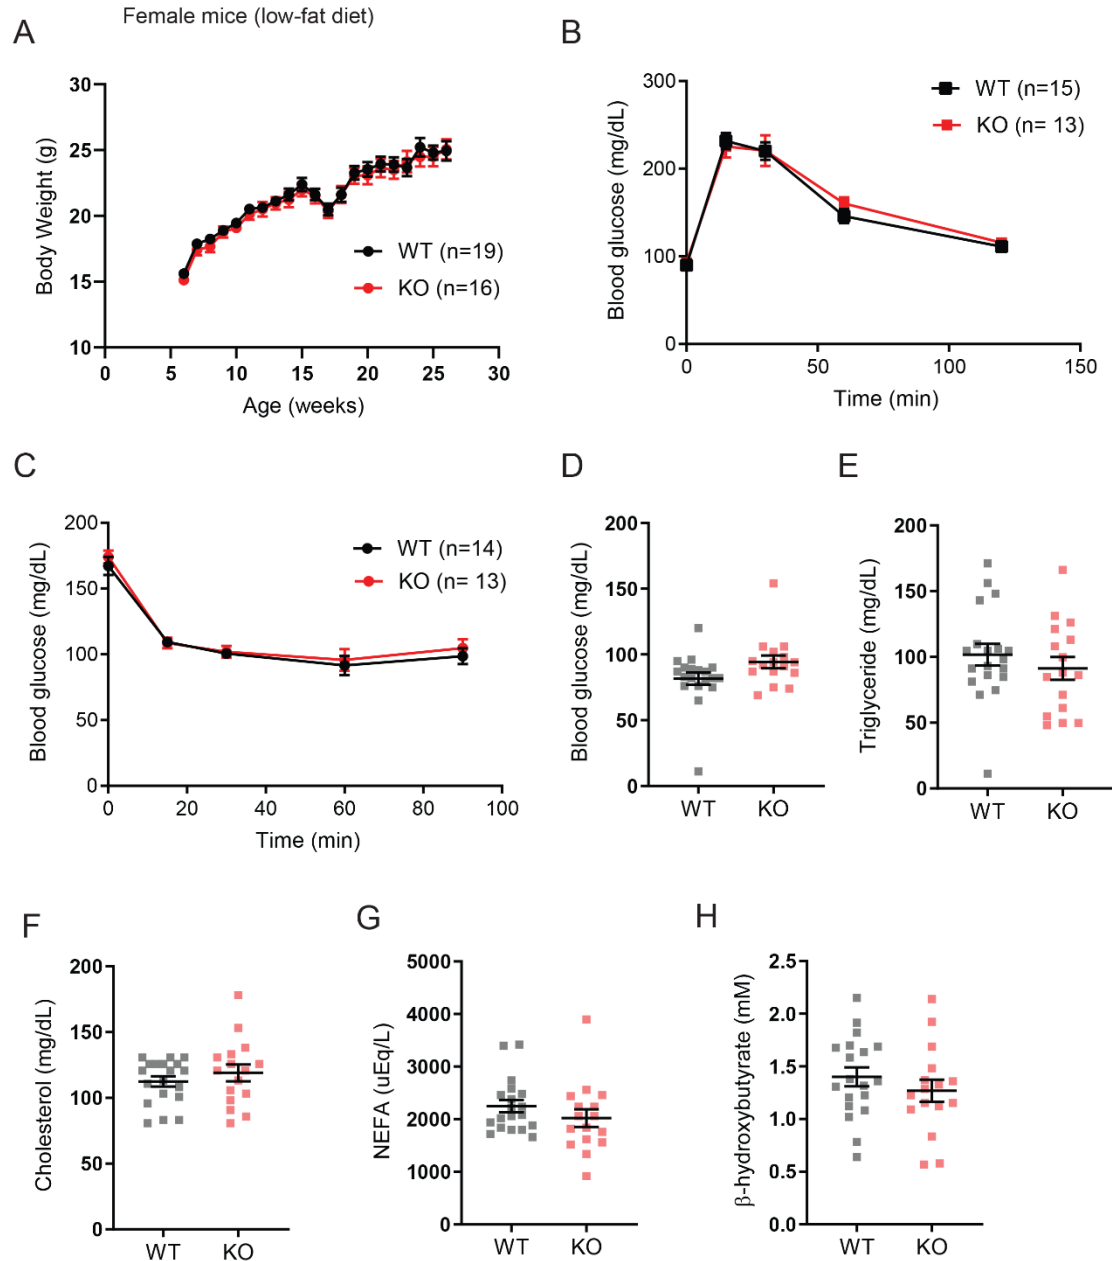 Female mice (low-fat diet)
A
30
25
20
15
10
Body Weight (g)
WT (n=19)
KO (n=16)
0
5
10
15
20
25
30
Age (weeks)
B
300
200
100
0
Blood glucose (mg/dL)
WT (n=15)
KO (n= 13)
0
50
100
150
Time (min)
C
200
150
100
50
0
Blood glucose (mg/dL)
WT (n=14)
KO (n= 13)
0
20
40
60
80
100
Time (min)
D
200
150
100
50
0
Blood glucose (mg/dL)
WT
KO
E
200
150
100
50
0
Triglyceride (mg/dL)
WT
KO
F
200
150
100
50
0
Cholesterol (mg/dL)
WT
KO
G
5000
4000
3000
2000
1000
0
NEFA (uEq/L)
WT
KO
H
2.5
2.0
1.5
1.0
0.5
0.0
β-hydroxybutyrate (mM)
WT
KO